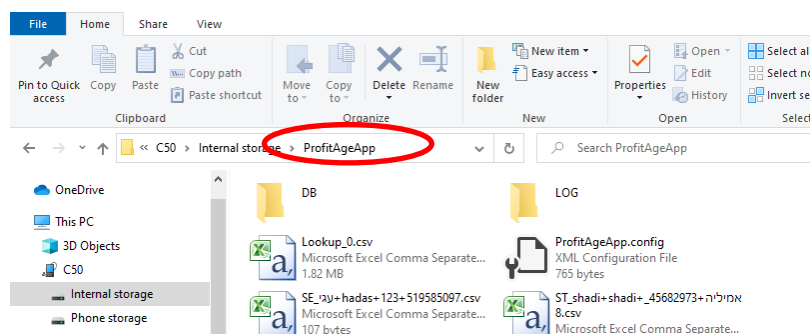 File Home Share View
Pin to Quick access
Copy
Paste
Cut
Copy path
Paste shortcut
Clipboard
Move to
Copy to
Delete
Rename
Organize
New folder
New item
Easy access
New
Properties
Open
Edit
History
Open
Select al
Select no
Invert se
Select
« C50 › Internal storage › ProfitAgeApp
Search ProfitAgeApp
OneDrive
This PC
3D Objects
C50
Internal storage
Phone storage
DB
LOG
Lookup_0.csv
Microsoft Excel Comma Separate...
1.82 MB
ProfitAgeApp.config
XML Configuration File
765 bytes
SE_עגי+hadas+123+519585097.csv
Microsoft Excel Comma Separate...
107 bytes
ST_shadi+shadi+_45682973+אמיליה
8.csv
Microsoft Excel Comma Separate...